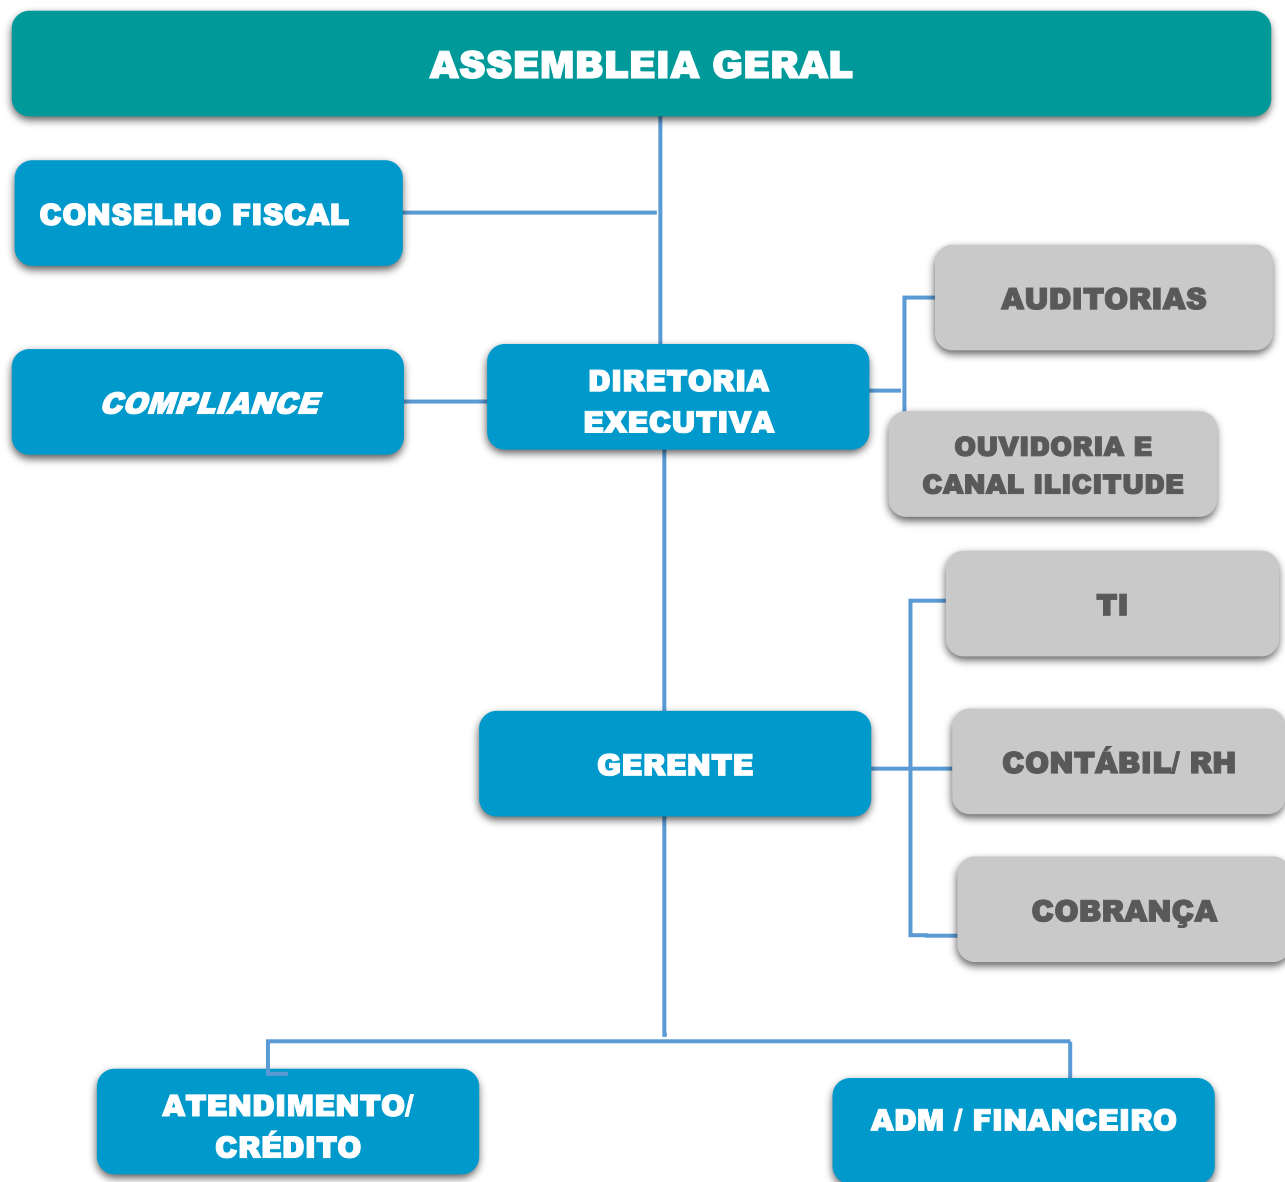 ASSEMBLEIA GERAL
CONSELHO FISCAL
AUDITORIAS
COMPLIANCE
DIRETORIA
EXECUTIVA
OUVIDORIA E
CANAL ILICITUDE
TI
GERENTE
CONTÁBIL/ RH
COBRANÇA
ATENDIMENTO/
CRÉDITO
ADM / FINANCEIRO